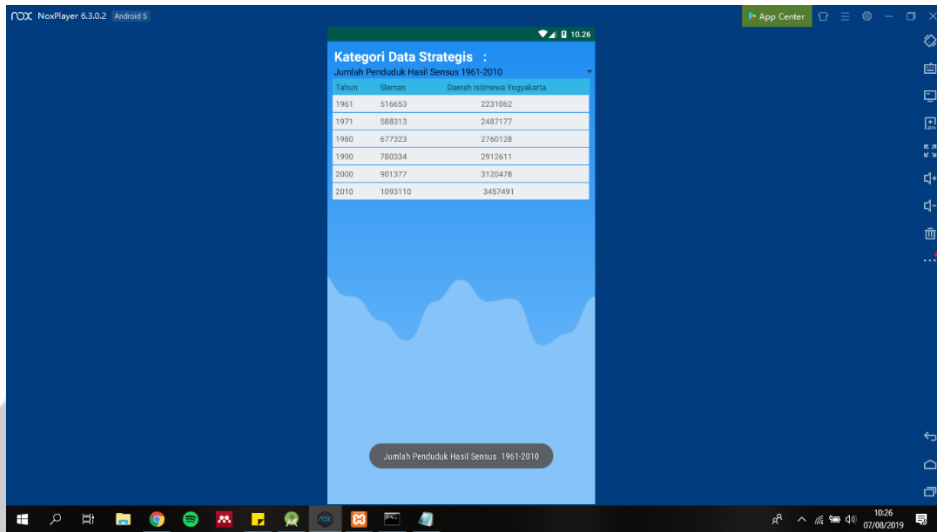 nox NoxPlayer 6.3.0.2 Android 5
App Center
10.26
Kategori Data Strategis :
Jumlah Penduduk Hasil Sensus 1961-2010
Tahun Sleman Daerah Istimewa Yogyakarta
1961 516653 2231062
1971 588313 2487177
1980 677323 2760128
1990 780334 2912611
2000 901377 3120478
2010 1093110 3457491
Jumlah Penduduk Hasil Sensus 1961-2010
nox
10:26
07/08/2019